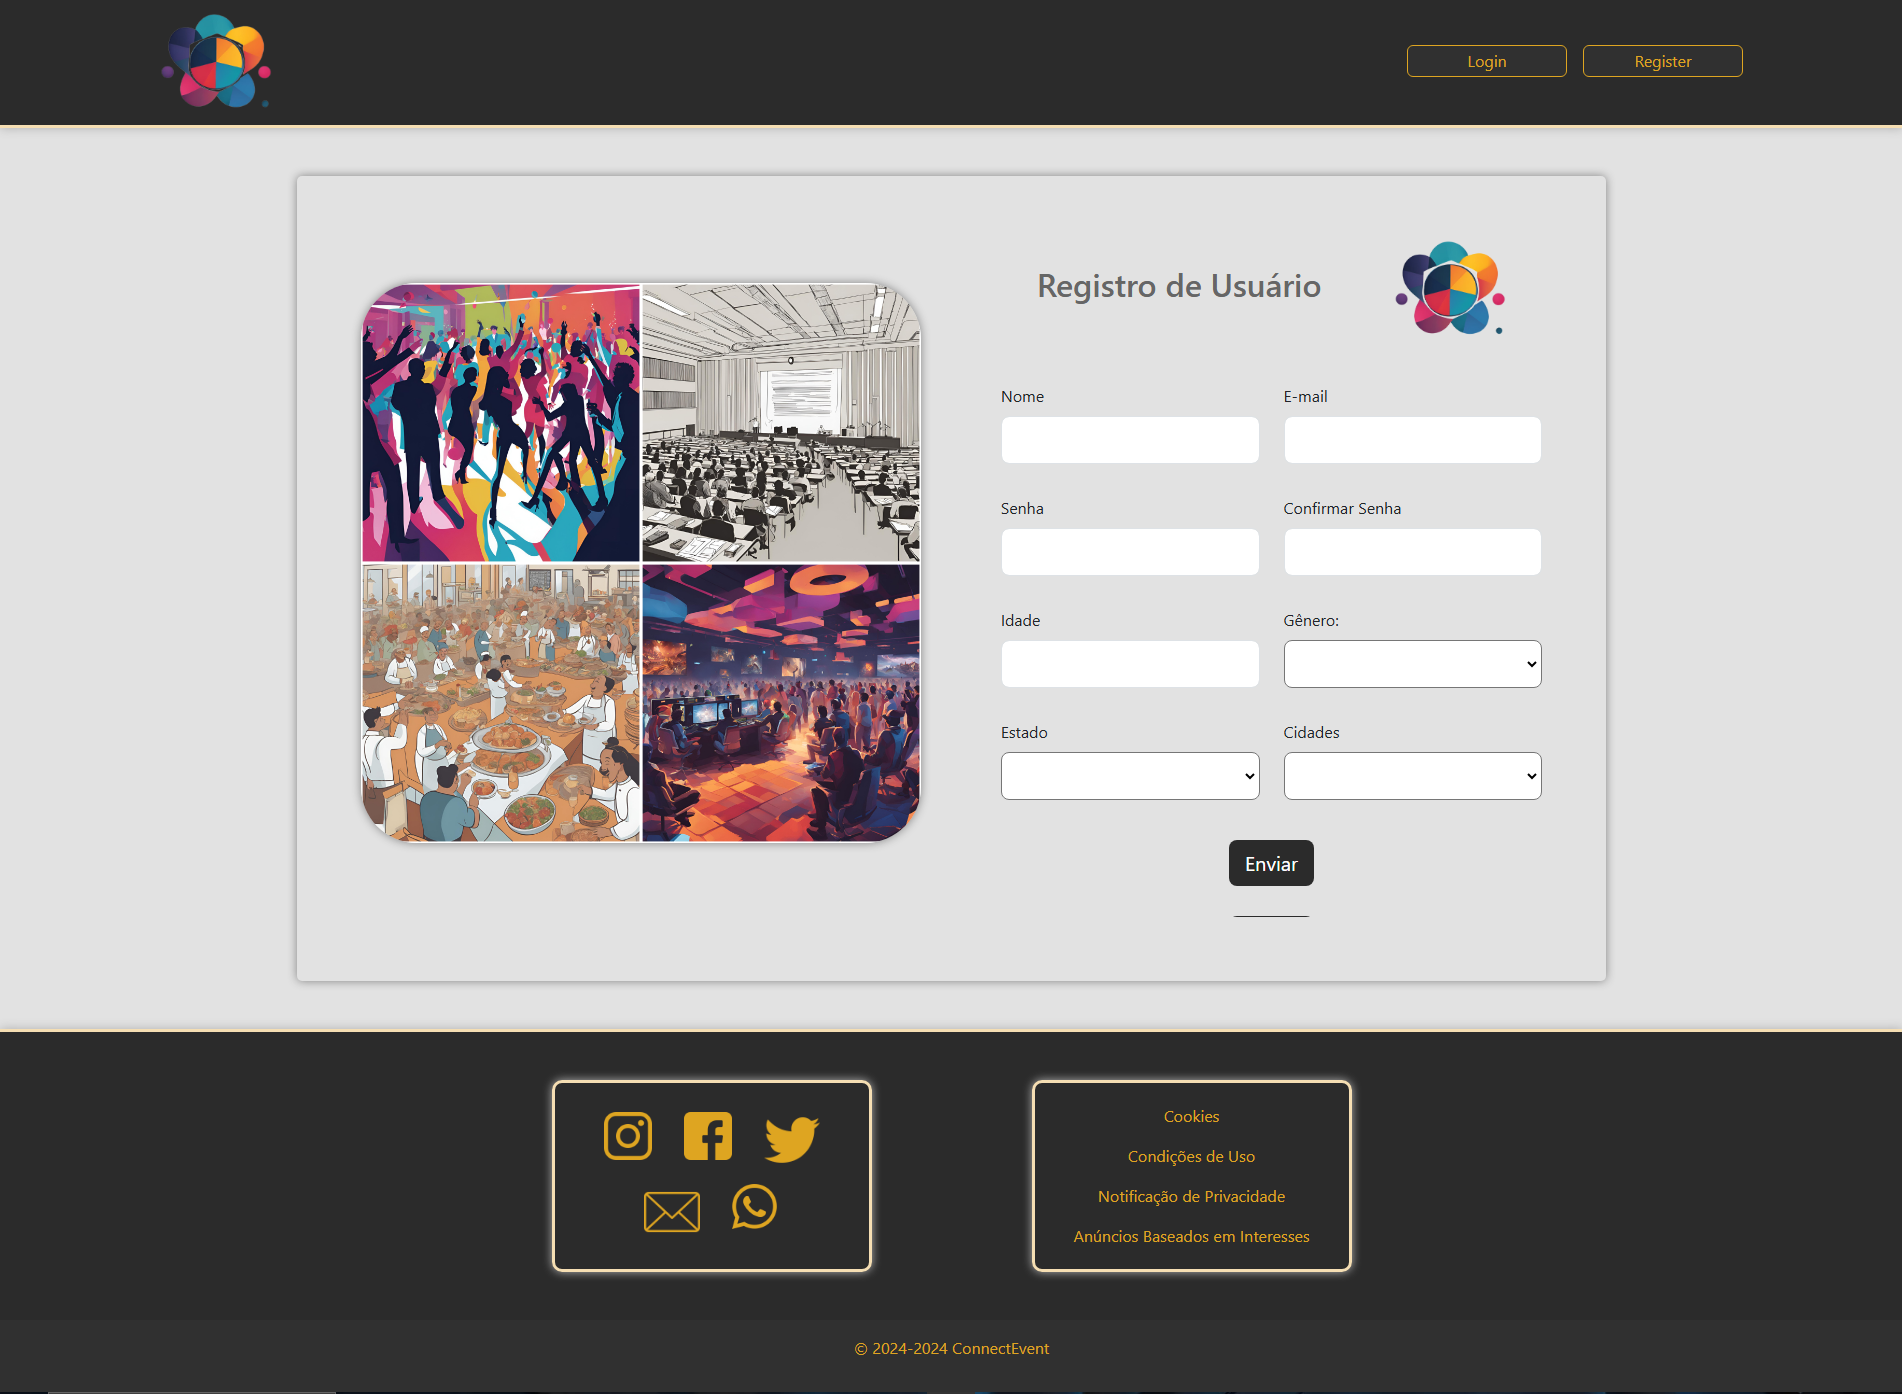 Login
Register
Registro de Usuário
Nome
E-mail
Senha
Confirmar Senha
Idade
Gênero:
Estado
Cidades
Enviar
Cookies
Condições de Uso
Notificação de Privacidade
Anúncios Baseados em Interesses
© 2024-2024 ConnectEvent